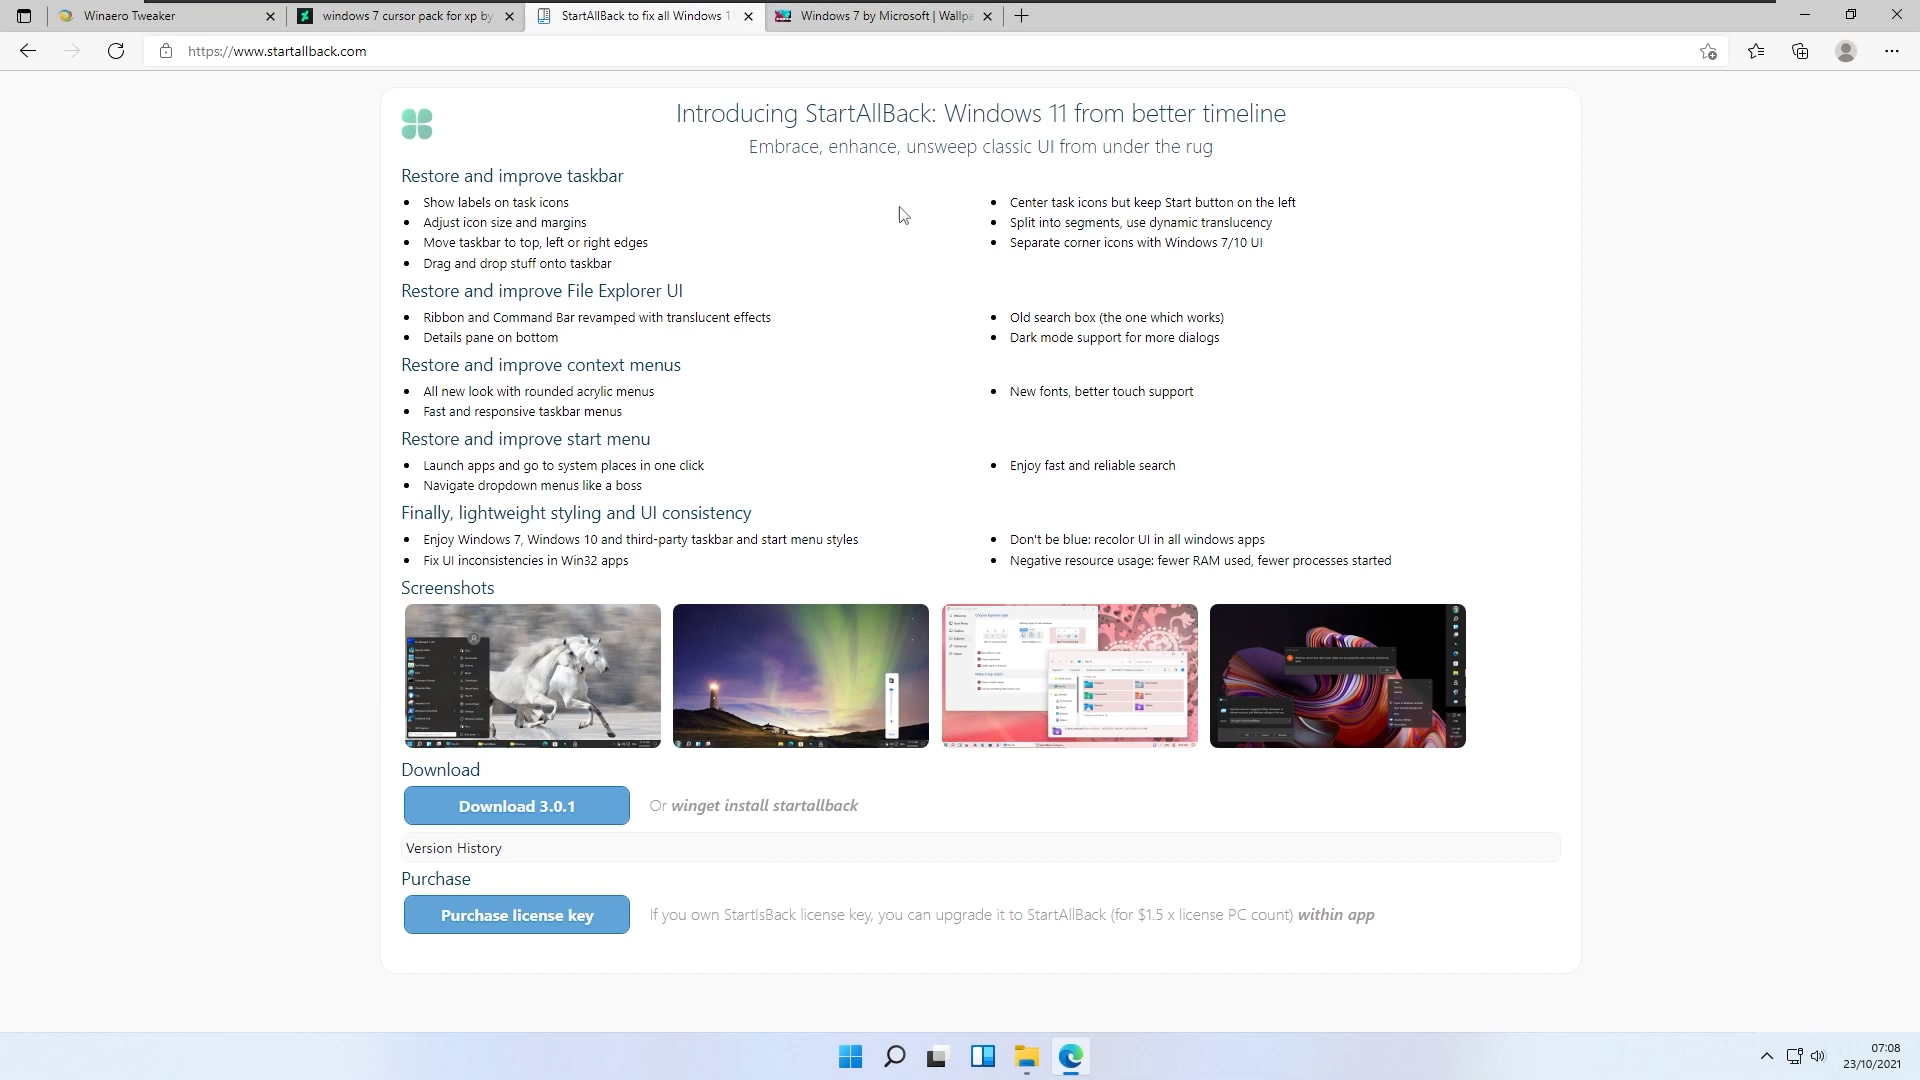 Winaero Tweaker
windows 7 cursor pack for xp by
StartAllBack to fix all Windows 1
Windows 7 by Microsoft | Wallpa
https://www.startallback.com
Introducing StartAllBack: Windows 11 from better timeline
Embrace, enhance, unsweep classic UI from under the rug
Restore and improve taskbar
Show labels on task icons
Adjust icon size and margins
Move taskbar to top, left or right edges
Drag and drop stuff onto taskbar
Center task icons but keep Start button on the left
Split into segments, use dynamic translucency
Separate corner icons with Windows 7/10 UI
Restore and improve File Explorer UI
Ribbon and Command Bar revamped with translucent effects
Details pane on bottom
Old search box (the one which works)
Dark mode support for more dialogs
Restore and improve context menus
All new look with rounded acrylic menus
Fast and responsive taskbar menus
New fonts, better touch support
Restore and improve start menu
Launch apps and go to system places in one click
Navigate dropdown menus like a boss
Enjoy fast and reliable search
Finally, lightweight styling and UI consistency
Enjoy Windows 7, Windows 10 and third-party taskbar and start menu styles
Fix UI inconsistencies in Win32 apps
Don't be blue: recolor UI in all windows apps
Negative resource usage: fewer RAM used, fewer processes started
Screenshots
Download
Download 3.0.1
Or winget install startallback
Version History
Purchase
Purchase license key
If you own StartIsBack license key, you can upgrade it to StartAllBack (for $1.5 x license PC count) within app
07:08
23/10/2021